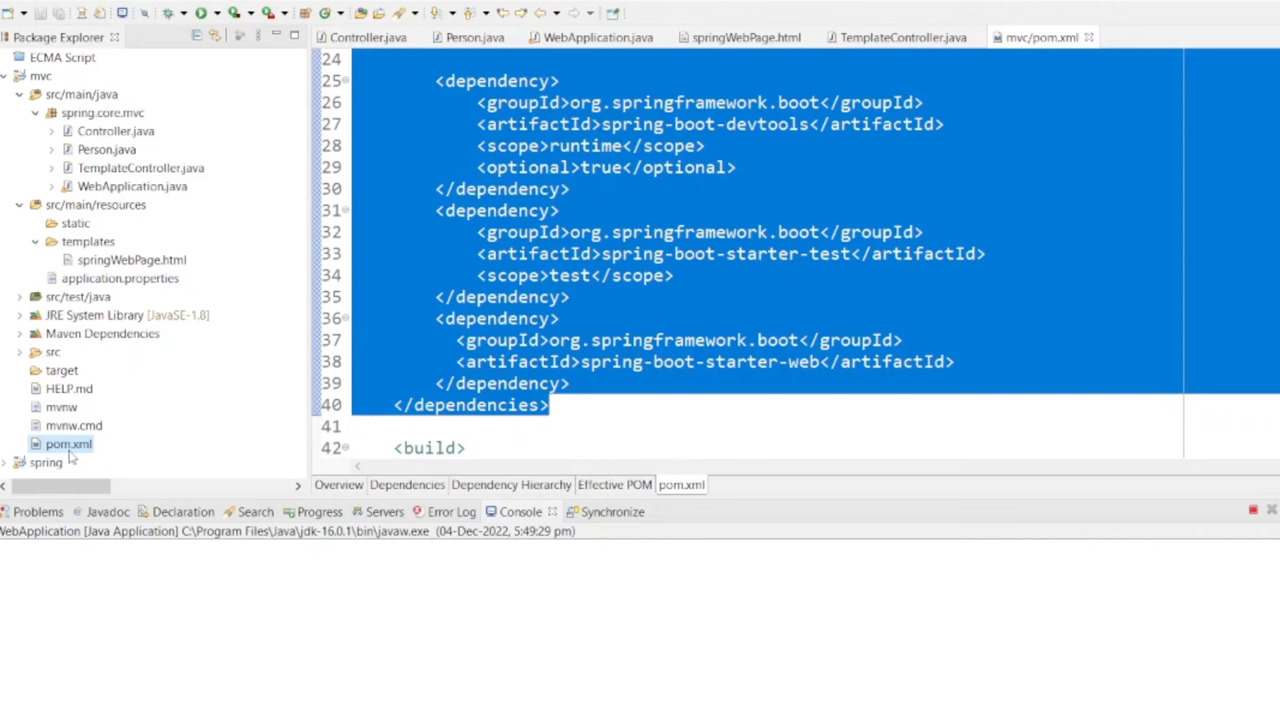 Package Explorer
Controller.java
Person.java
WebApplication.java
springWebPage.html
TemplateController.java
mvc/pom.xml
ECMA Script
mvc
src/main/java
spring.core.mvc
Controller.java
Person.java
TemplateController.java
WebApplication.java
src/main/resources
static
templates
springWebPage.html
application.properties
src/test/java
JRE System Library [JavaSE-1.8]
Maven Dependencies
src
target
HELP.md
mvnw
mvnw.cmd
pom.xml
spring
24
25 <dependency>
26 <groupId>org.springframework.boot</groupId>
27 <artifactId>spring-boot-devtools</artifactId>
28 <scope>runtime</scope>
29 <optional>true</optional>
30 </dependency>
31 <dependency>
32 <groupId>org.springframework.boot</groupId>
33 <artifactId>spring-boot-starter-test</artifactId>
34 <scope>test</scope>
35 </dependency>
36 <dependency>
37 <groupId>org.springframework.boot</groupId>
38 <artifactId>spring-boot-starter-web</artifactId>
39 </dependency>
40 </dependencies>
41
42 <build>
Overview Dependencies Dependency Hierarchy Effective POM pom.xml
Problems Javadoc Declaration Search Progress Servers Error Log Console Synchronize
WebApplication [Java Application] C:\Program Files\Java\jdk-16.0.1\bin\javaw.exe (04-Dec-2022, 5:49:29 pm)